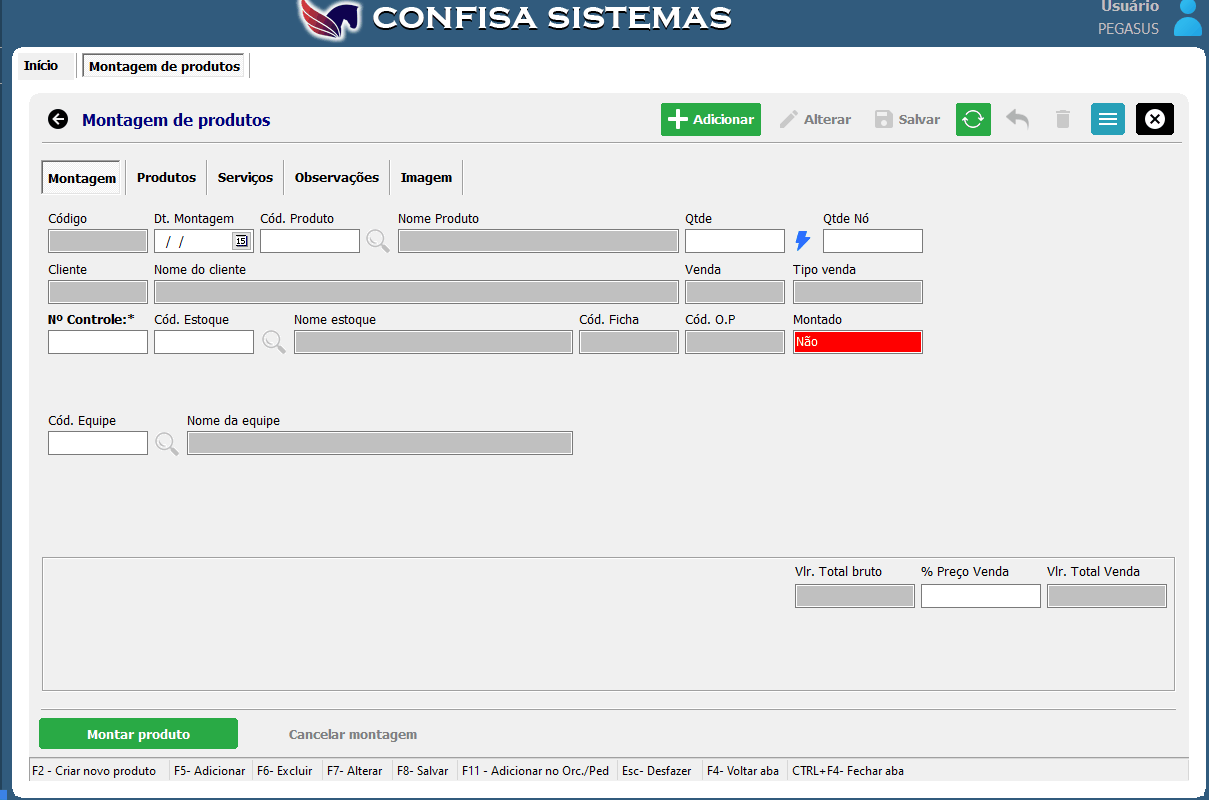 CONFISA SISTEMAS
Usuário
PEGASUS
Início Montagem de produtos
Montagem de produtos Adicionar Alterar Salvar
Montagem Produtos Serviços Observações Imagem
Código Dt. Montagem Cód. Produto Nome Produto Qtde Qtde Nó
/ / 15
Cliente Nome do cliente Venda Tipo venda
Nº Controle:* Cód. Estoque Nome estoque Cód. Ficha Cód. O.P Montado
Não
Cód. Equipe Nome da equipe
Vlr. Total bruto % Preço Venda Vlr. Total Venda
Montar produto Cancelar montagem
F2 - Criar novo produto F5- Adicionar F6- Excluir F7- Alterar F8- Salvar F11 - Adicionar no Orc./Ped Esc- Desfazer F4- Voltar aba CTRL+F4- Fechar aba